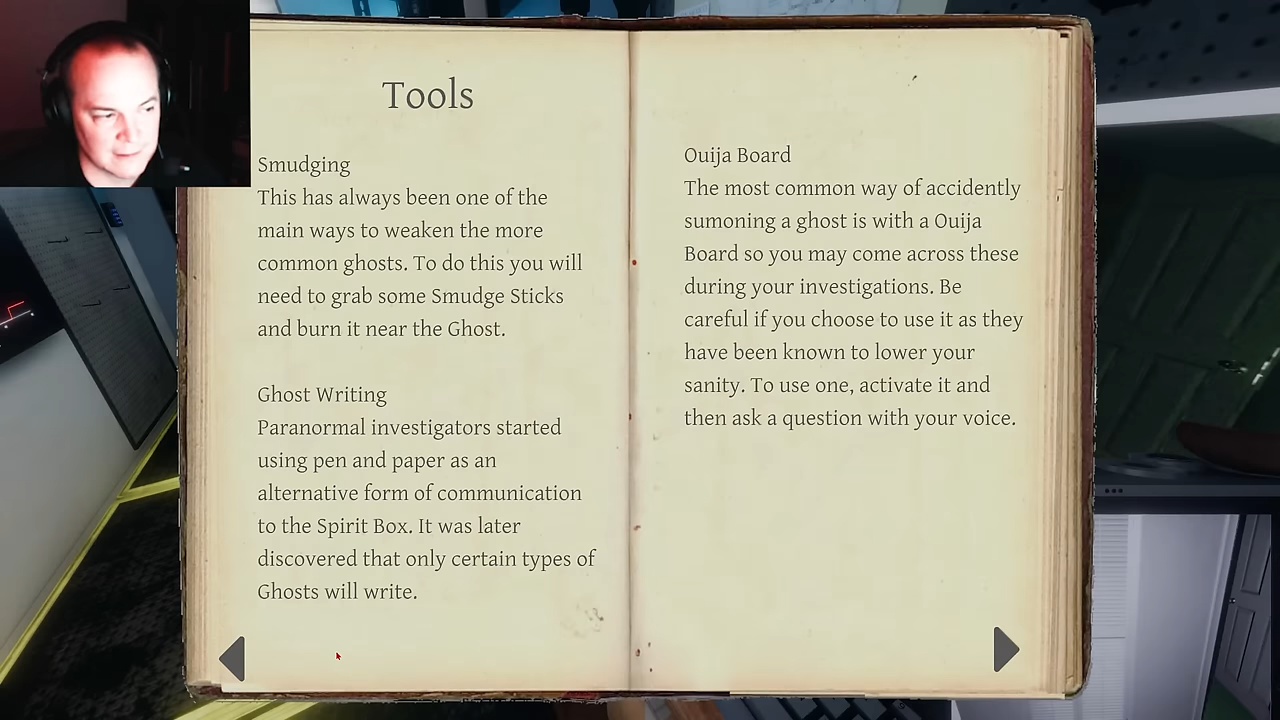 Tools
Smudging
This has always been one of the
main ways to weaken the more
common ghosts. To do this you will
need to grab some Smudge Sticks
and burn it near the Ghost.
Ghost Writing
Paranormal investigators started
using pen and paper as an
alternative form of communication
to the Spirit Box. It was later
discovered that only certain types of
Ghosts will write.
Ouija Board
The most common way of accidently
sumoning a ghost is with a Ouija
Board so you may come across these
during your investigations. Be
careful if you choose to use it as they
have been known to lower your
sanity. To use one, activate it and
then ask a question with your voice.